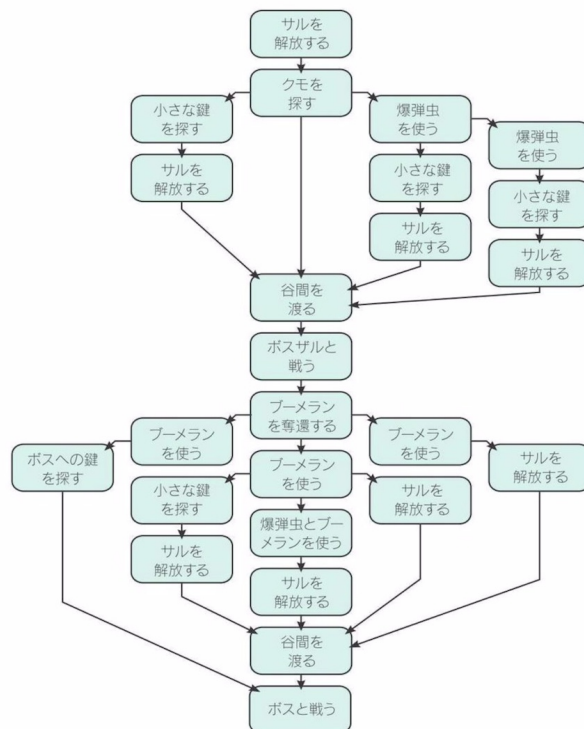 サルを
解放する
クモを
探す
小さな鍵
を探す
爆弾虫
を使う
爆弾虫
を使う
サルを
解放する
小さな鍵
を探す
小さな鍵
を探す
サルを
解放する
サルを
解放する
谷間を
渡る
ボスザルと
戦う
ブーメラン
を奪還する
ブーメラン
を使う
ブーメラン
を使う
ボスへの鍵
を探す
ブーメラン
を使う
サルを
解放する
小さな鍵
を探す
サルを
解放する
爆弾虫とブー
メランを使う
サルを
解放する
サルを
解放する
谷間を
渡る
ボスと戦う